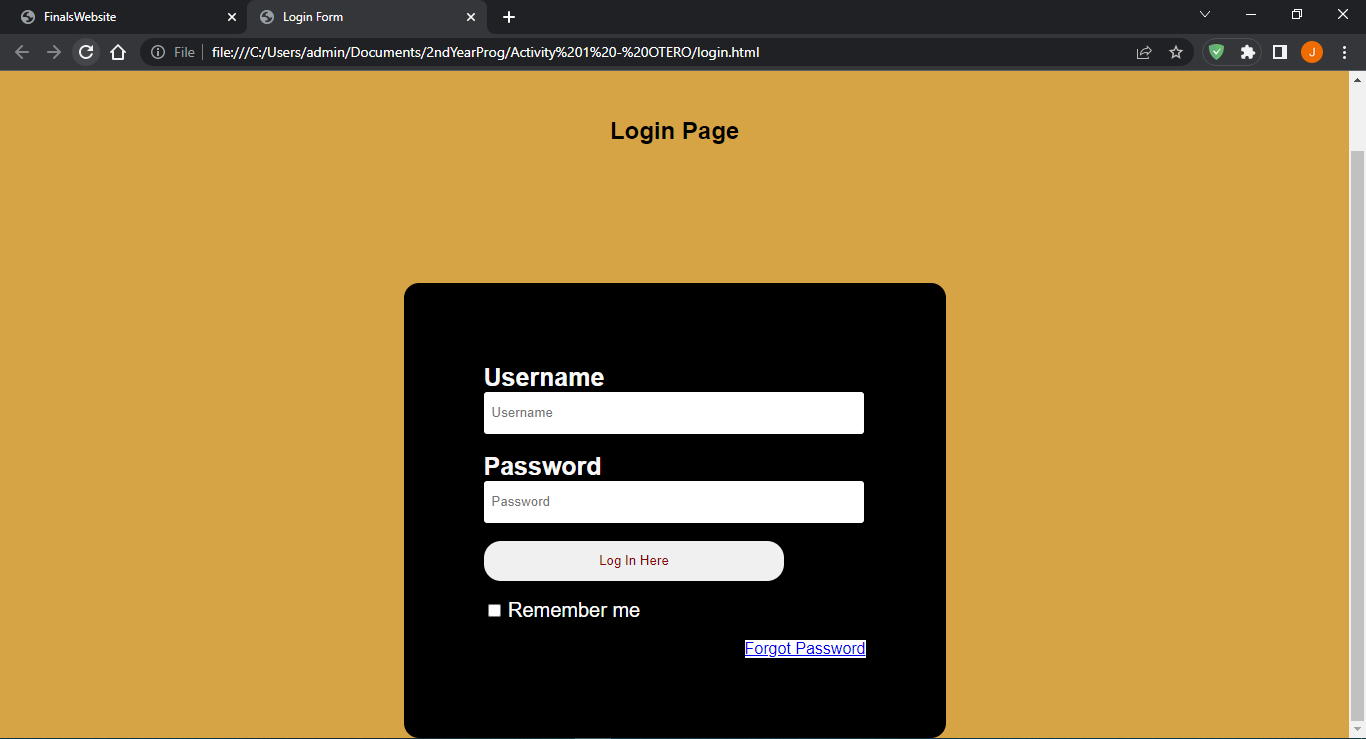 FinalsWebsite
Login Form
File
file:///C:/Users/admin/Documents/2ndYearProg/Activity%201%20-%20OTERO/login.html
J
Login Page
Username
Username
Password
Password
Log In Here
Remember me
Forgot Password